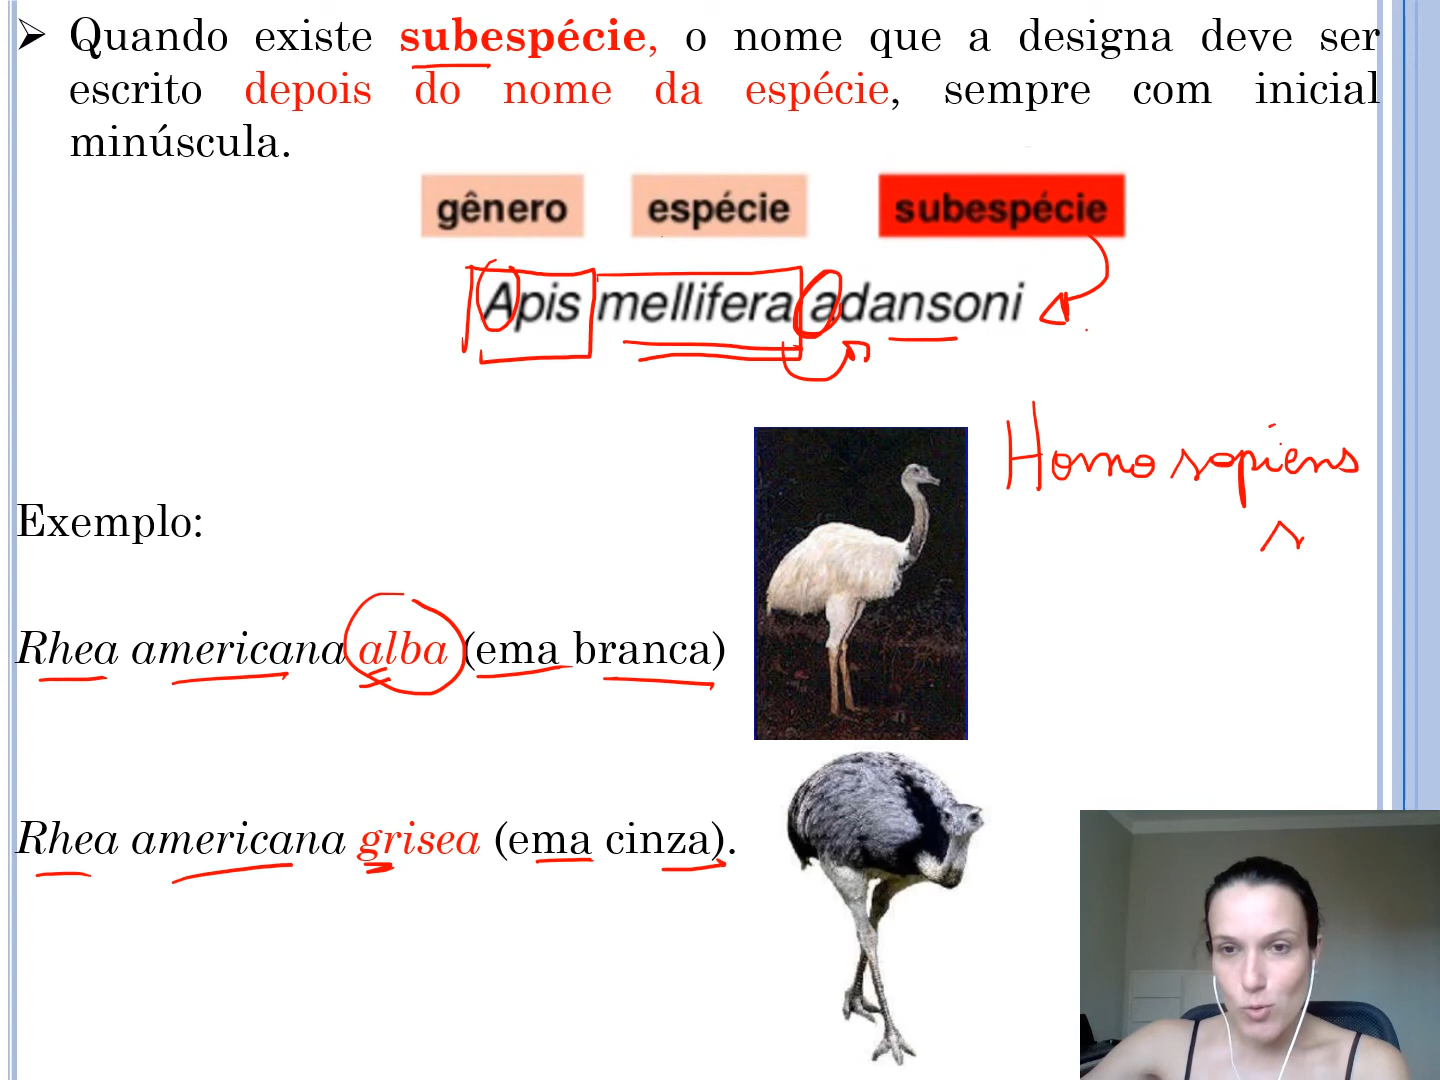 Quando existe subespécie, o nome que a designa deve ser
escrito depois do nome da espécie, sempre com inicial
minúscula.
gênero espécie subespécie
Apis mellifera adansoni
Homo sapiens
s
Exemplo:
Rhea americana alba (ema branca)
Rhea americana grisea (ema cinza).